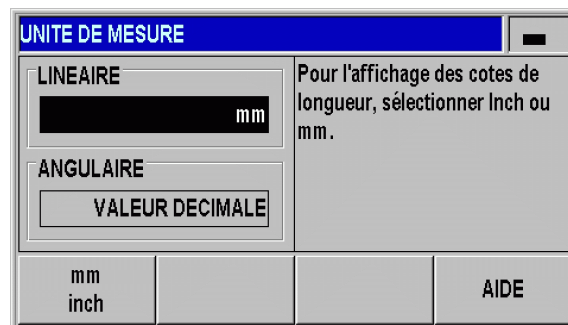 UNITE DE MESURE
LINEAIRE
mm
ANGULAIRE
VALEUR DECIMALE
Pour l'affichage des cotes de
longueur, sélectionner Inch ou
mm.
mm
inch
AIDE